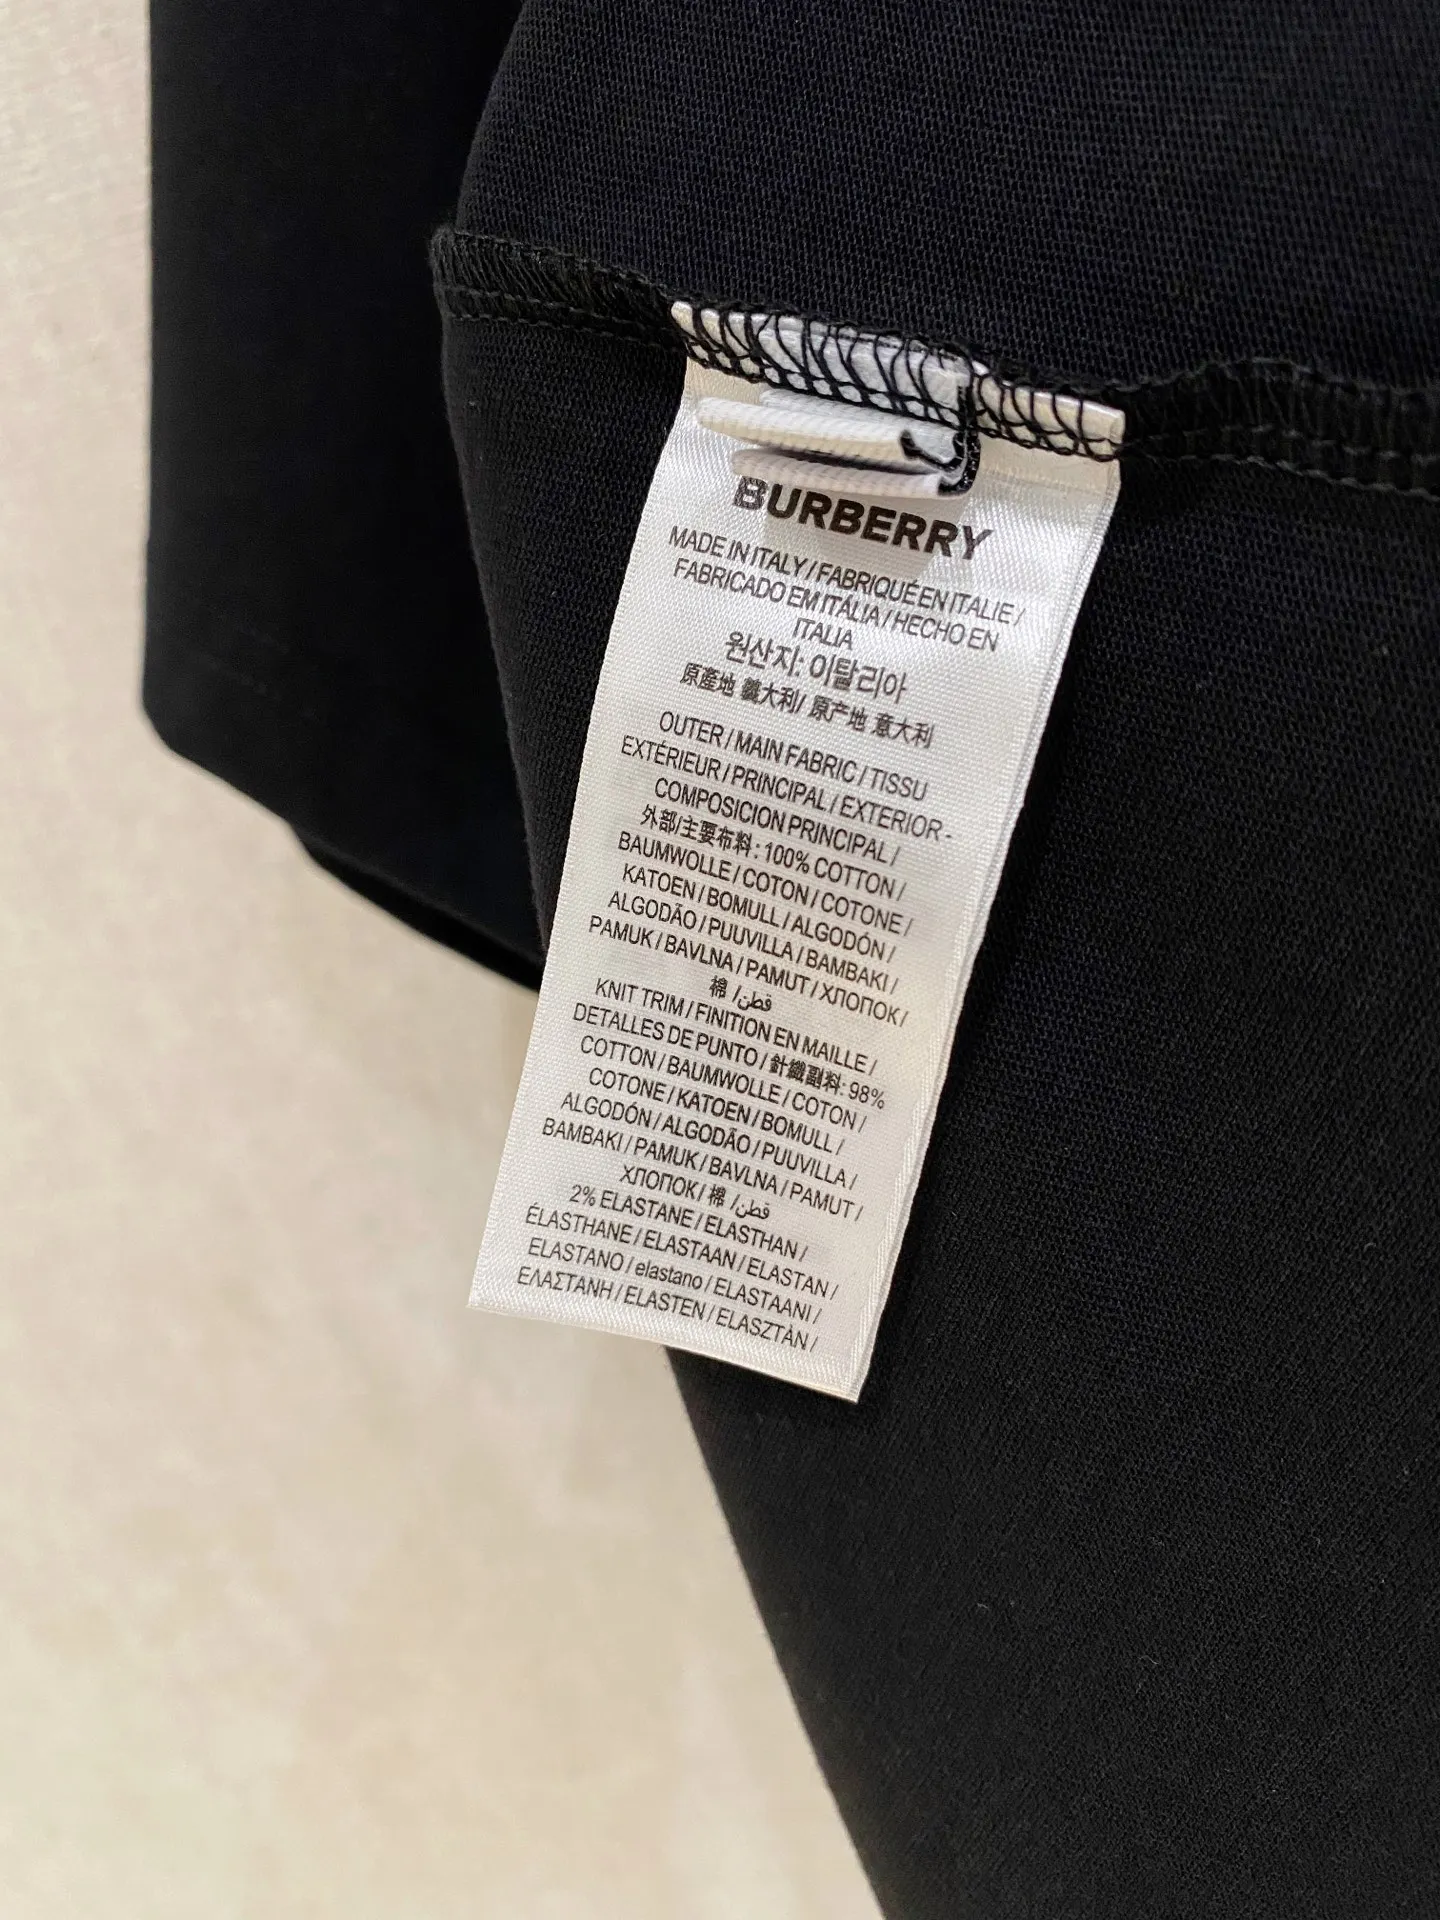 BURBERRY
MADE IN ITALY / FABRIQUÉ EN ITALIE /
FABRICADO EM ITÁLIA / HECHO EN
ITALIA
원산지: 이탈리아
原產地 義大利/ 原产地 意大利
OUTER / MAIN FABRIC / TISSU
EXTÉRIEUR / PRINCIPAL / EXTERIOR -
COMPOSICION PRINCIPAL /
外部/主要布料 : 100% COTTON /
BAUMWOLLE / COTON / COTONE /
KATOEN / BOMULL / ALGODÓN /
ALGODÃO / PUUVILLA / BAMBAKI /
PAMUK / BAVLNA / PAMUT / ХЛОПОК /
棉 / قطن
KNIT TRIM / FINITION EN MAILLE /
DETALLES DE PUNTO / 針織副料: 98%
COTTON / BAUMWOLLE / COTON /
COTONE / KATOEN / BOMULL /
ALGODÓN / ALGODÃO / PUUVILLA /
BAMBAKI / PAMUK / BAVLNA / PAMUT /
ХЛОПОК / 棉 / قطن
2% ELASTANE / ELASTHAN /
ÉLASTHANE / ELASTAAN / ELASTAN /
ELASTANO / elastano / ELASTAANI /
ΕΛΑΣΤΑΝΗ / ELASTEN / ELASZTÀN /